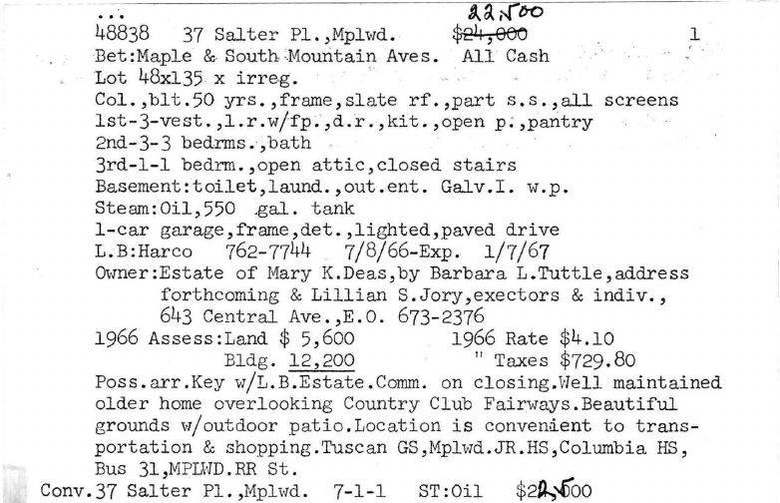 ...
22,500
48838 37 Salter Pl.,Mplwd. $24,000 1
Bet:Maple & South Mountain Aves. All Cash
Lot 48x135 x irreg.
Col.,blt.50 yrs.,frame,slate rf.,part s.s.,all screens
1st-3-vest.,l.r.w/fp.,d.r.,kit.,open p.,pantry
2nd-3-3 bedrms.,bath
3rd-1-1 bedrm.,open attic,closed stairs
Basement:toilet,laund.,out.ent. Galv.I. w.p.
Steam:Oil,550 gal. tank
1-car garage,frame,det.,lighted,paved drive
L.B:Harco 762-7744 7/8/66-Exp. 1/7/67
Owner:Estate of Mary K.Deas,by Barbara L.Tuttle,address
forthcoming & Lillian S.Jory,exectors & indiv.,
643 Central Ave.,E.O. 673-2376
1966 Assess:Land $ 5,600 1966 Rate $4.10
Bldg. 12,200 " Taxes $729.80
Poss.arr.Key w/L.B.Estate.Comm. on closing.Well maintained
older home overlooking Country Club Fairways.Beautiful
grounds w/outdoor patio.Location is convenient to trans-
portation & shopping.Tuscan GS,Mplwd.JR.HS,Columbia HS,
Bus 31,MPLWD.RR St.
Conv.37 Salter Pl.,Mplwd. 7-1-1 ST:Oil $22,500